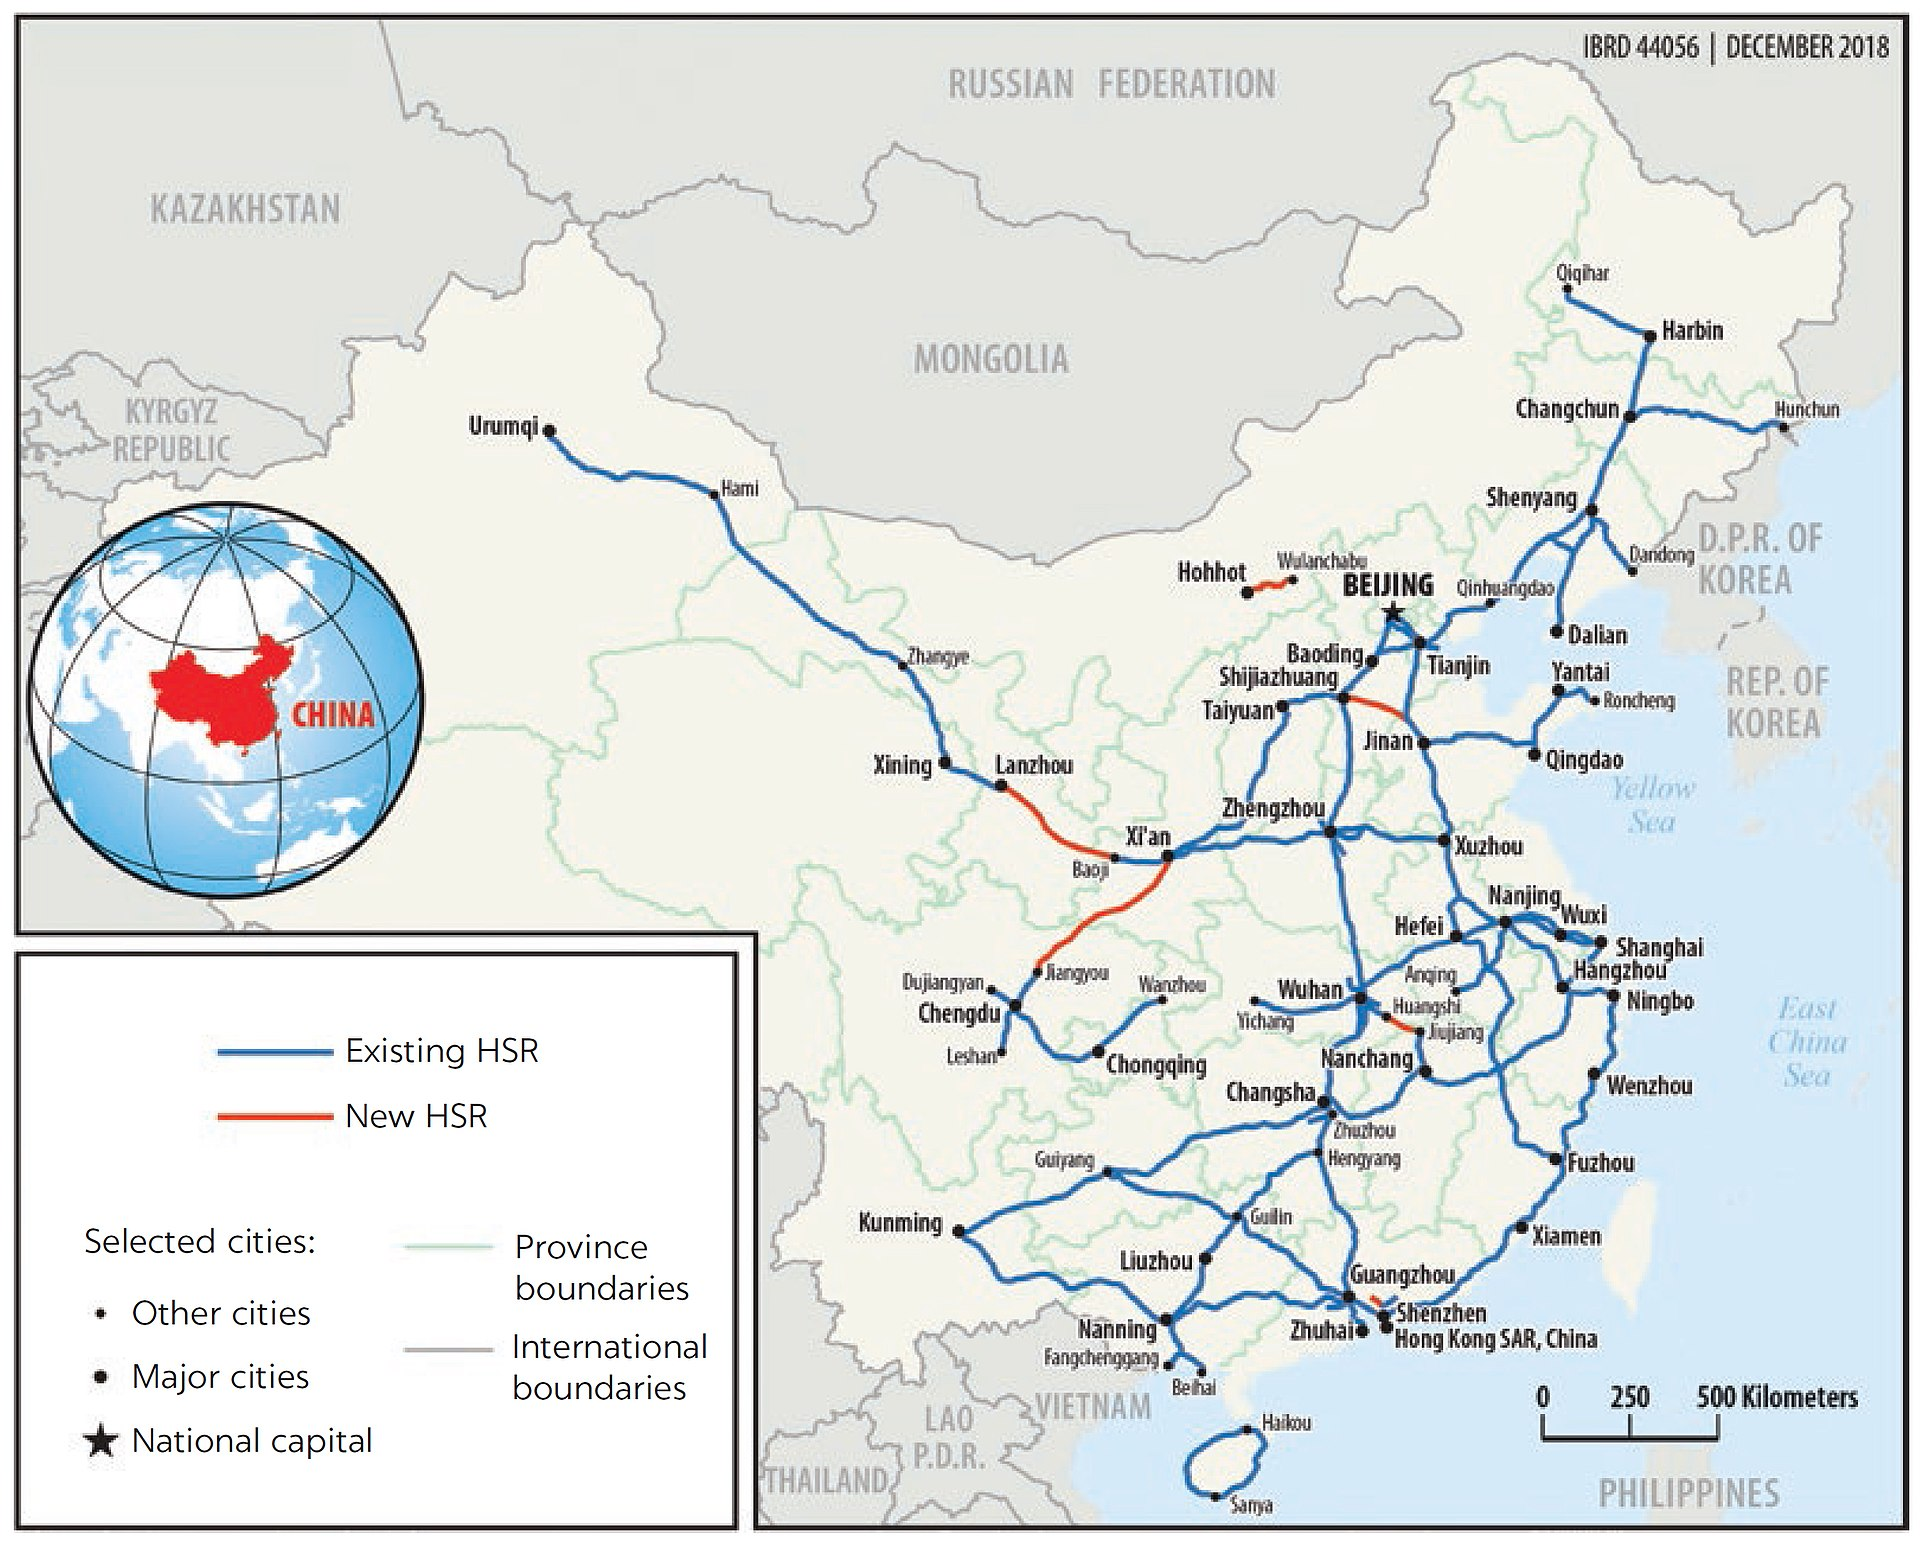 IBRD 44056 | DECEMBER 2018
RUSSIAN FEDERATION
KAZAKHSTAN
MONGOLIA
KYRGYZ
REPUBLIC
Qiqihar
Harbin
Changchun
Hunchun
Urumqi
Hami
Shenyang
D.P.R. OF
KOREA
Dandong
Hohhot
Wulanchabu
BEIJING
Qinhuangdao
Dalian
Baoding
Tianjin
Zhangye
Shijiazhuang
Yantai
Roncheng
REP. OF
KOREA
CHINA
Taiyuan
Jinan
Qingdao
Xining
Lanzhou
Yellow
Sea
Zhengzhou
Xi'an
Xuzhou
Baoji
Nanjing
Wuxi
Hefei
Shanghai
Hangzhou
Jiangyou
Anqing
Dujiangyan
Wanzhou
Wuhan
Ningbo
Chengdu
Huangshi
Yichang
Jiujiang
East
China
Sea
Leshan
Chongqing
Nanchang
Changsha
Wenzhou
Zhuzhou
Guiyang
Hengyang
Fuzhou
Kunming
Guilin
Xiamen
Liuzhou
Guangzhou
Shenzhen
Nanning
Zhuhai
Hong Kong SAR, China
Fangchenggang
Beihai
VIETNAM
LAO
P.D.R.
THAILAND
Haikou
Sanya
0 250 500 Kilometers
PHILIPPINES
Existing HSR
New HSR
Selected cities:
Other cities
Major cities
National capital
Province
boundaries
International
boundaries